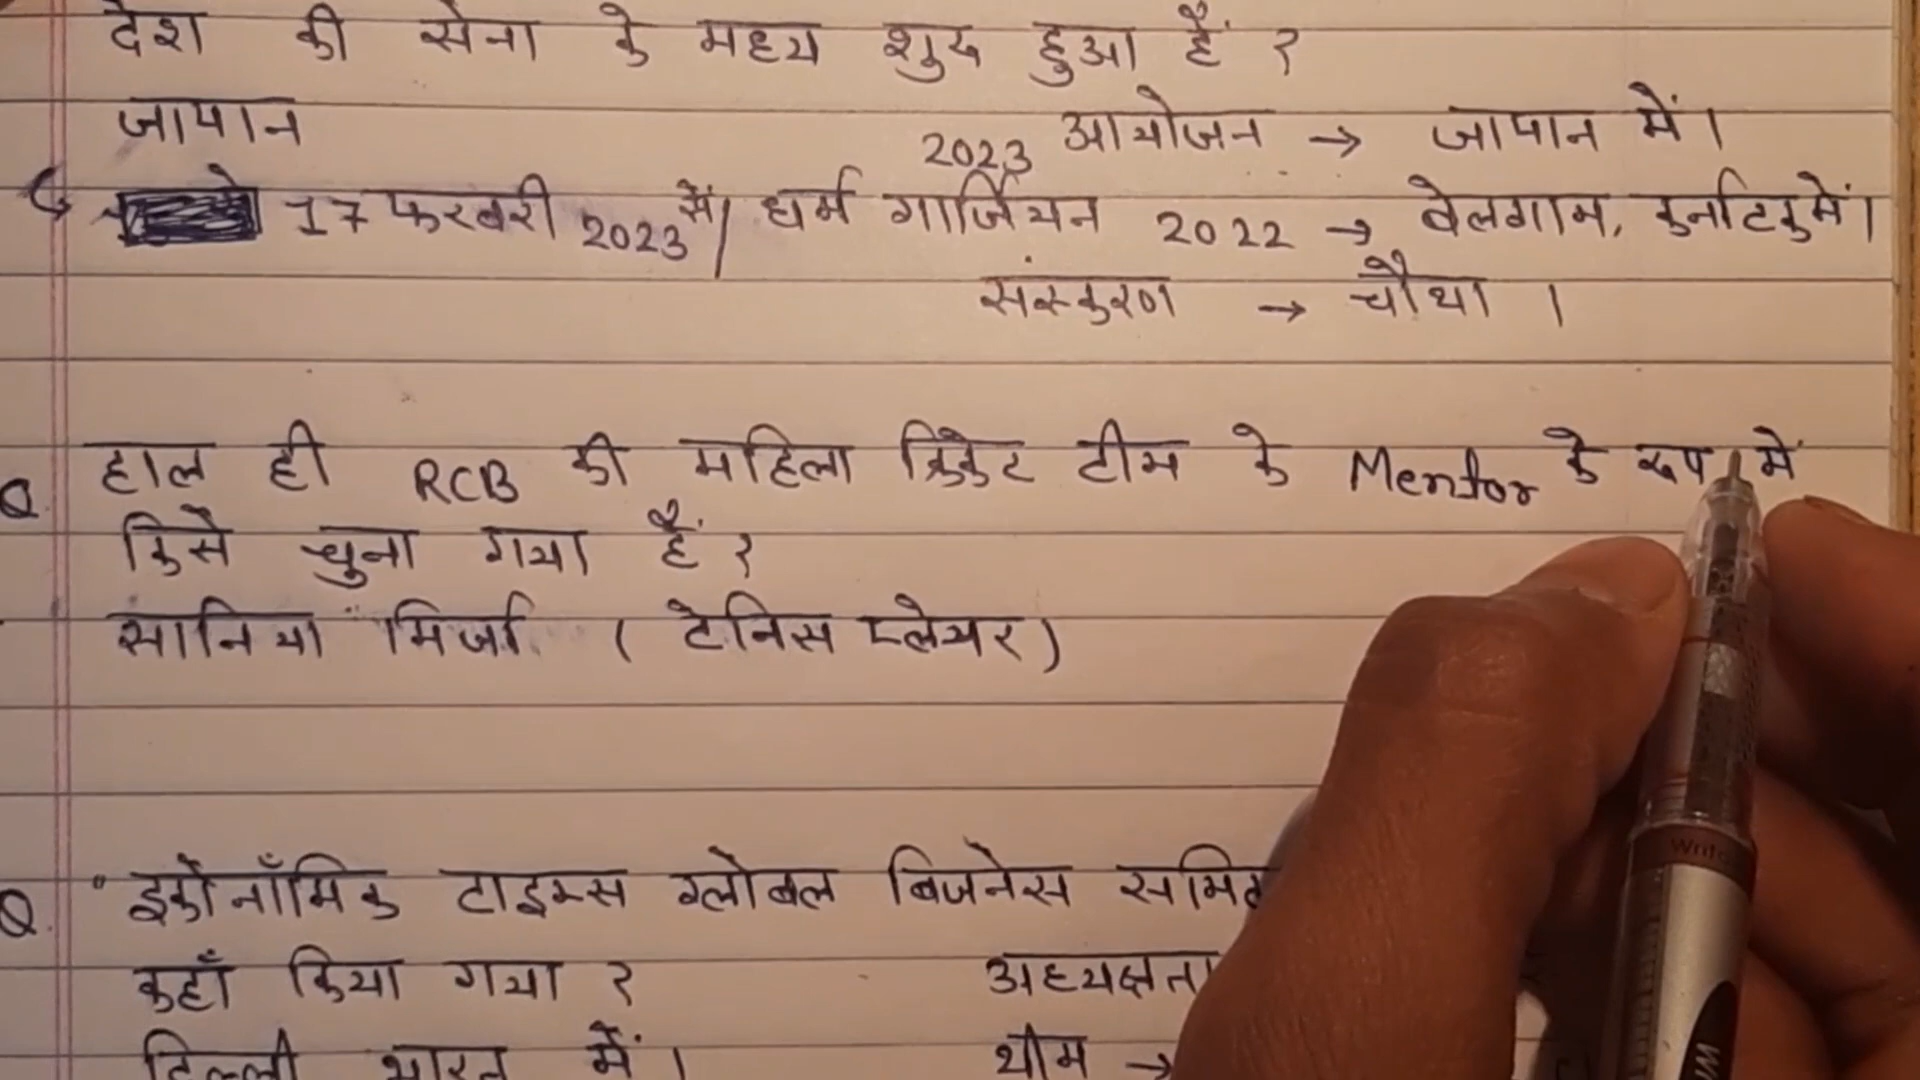 देश की सेना के मध्य शुद हुआ हैं ?
जापान
2023 आयोजन → जापान में।
17 फरवरी 2023 में| धर्म गार्जियन 2022 → बेलगाम, कर्नाटक में।
संस्करण → चौथा ।
Q. हाल ही RCB की महिला क्रिकेट टीम के Mentor के रूप में
किसे चुना गया हैं ?
सानिया मिर्जा ( टेनिस प्लेयर )
Q. इकोनॉमिक टाइम्स ग्लोबल बिजनेस समिट
कहाँ किया गया ? अध्यक्षता
दिल्ली भारत में । थीम →